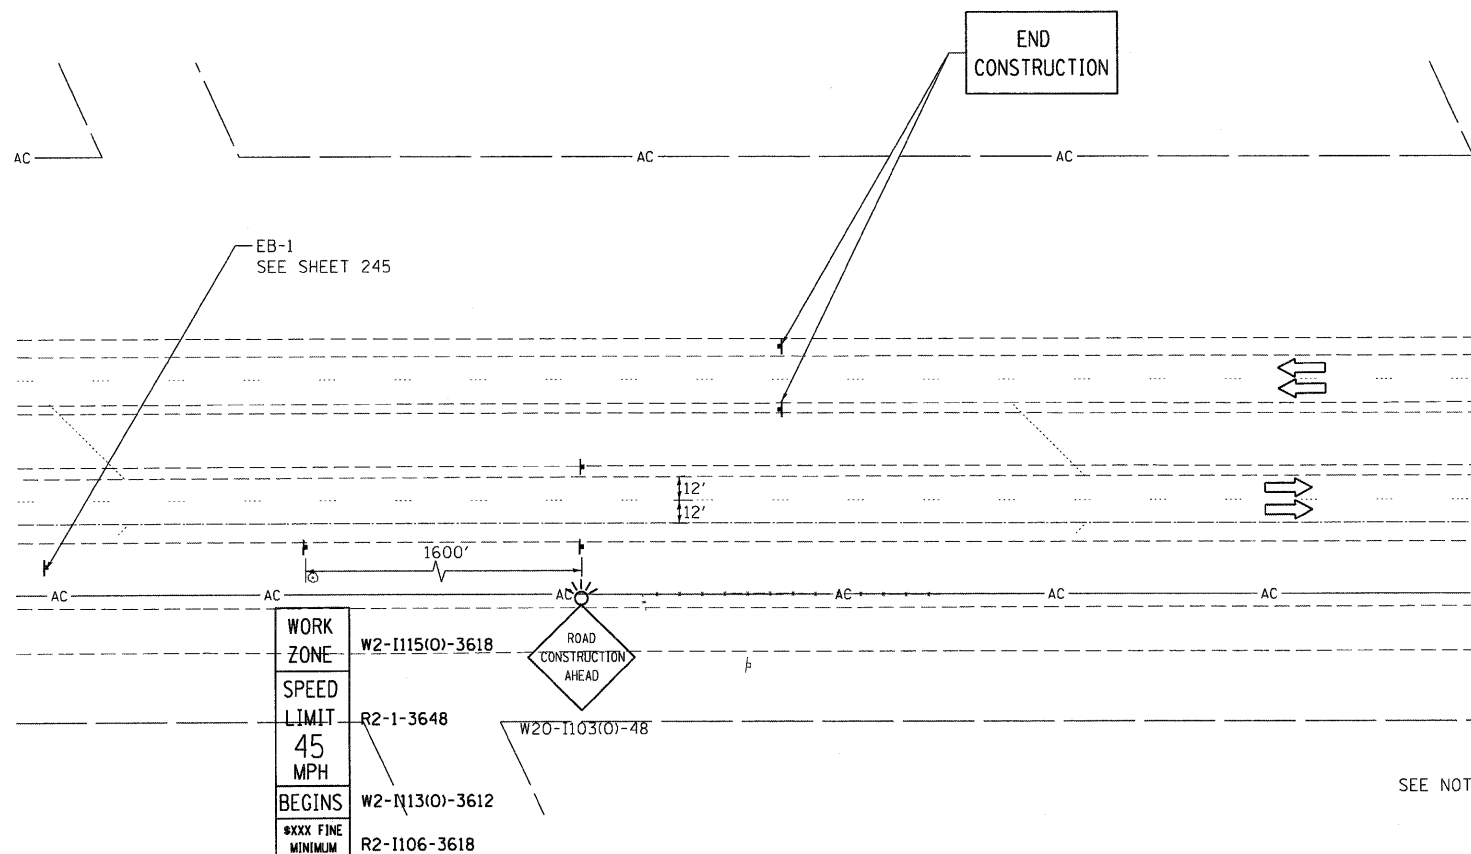 END
CONSTRUCTION
AC
AC
AC
EB-1
SEE SHEET 245
12'
12'
1600'
AC
AC
AC
AC
AC
AC
WORK
ZONE
W2-I115(O)-3618
SPEED
LIMIT
45
MPH
R2-1-3648
BEGINS
W2-I113(O)-3612
$XXX FINE
MINIMUM
R2-I106-3618
ROAD
CONSTRUCTION
AHEAD
W20-I103(O)-48
SEE NOT